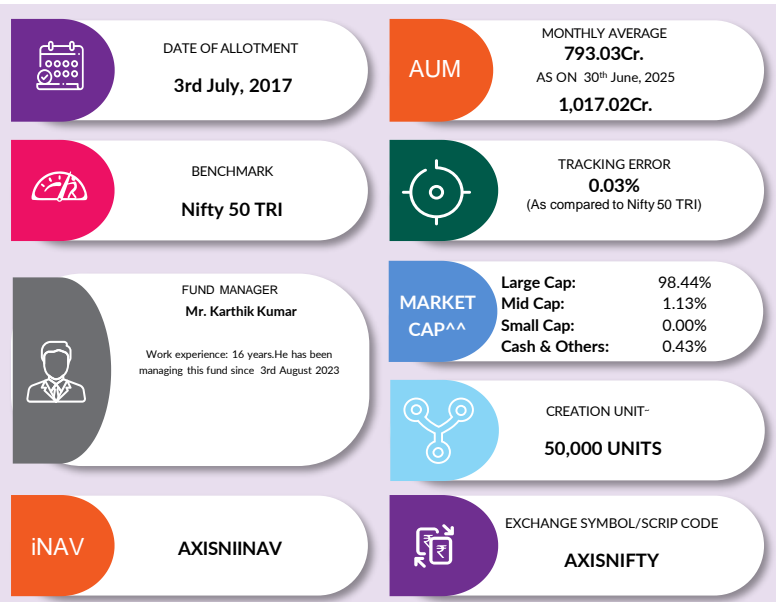 DATE OF ALLOTMENT
3rd July, 2017
AUM
MONTHLY AVERAGE
793.03Cr.
AS ON 30th June, 2025
1,017.02Cr.
BENCHMARK
Nifty 50 TRI
TRACKING ERROR
0.03%
(As compared to Nifty 50 TRI)
FUND MANAGER
Mr. Karthik Kumar
Work experience: 16 years.He has been
managing this fund since 3rd August 2023
MARKET
CAP^^
Large Cap: 98.44%
Mid Cap: 1.13%
Small Cap: 0.00%
Cash & Others: 0.43%
CREATION UNIT~
50,000 UNITS
iNAV
AXISNIINAV
EXCHANGE SYMBOL/SCRIP CODE
AXISNIFTY
₹
₹